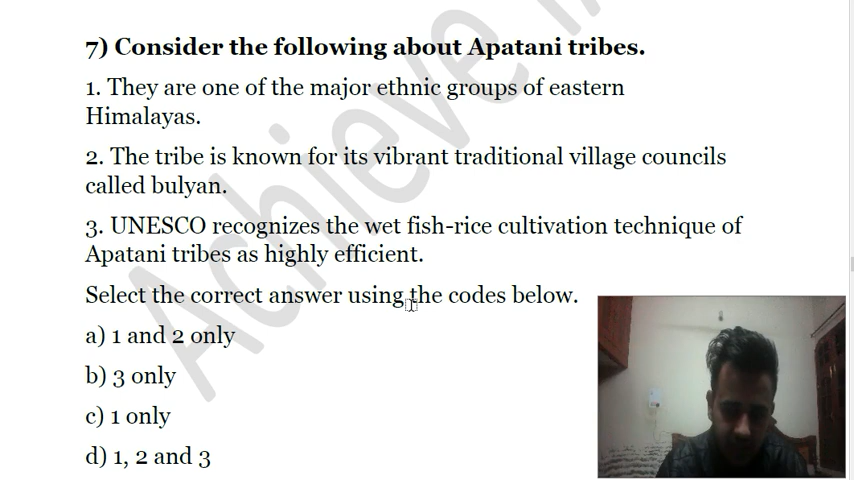 7) Consider the following about Apatani tribes.
1. They are one of the major ethnic groups of eastern
Himalayas.
2. The tribe is known for its vibrant traditional village councils
called bulyan.
3. UNESCO recognizes the wet fish-rice cultivation technique of
Apatani tribes as highly efficient.
Select the correct answer using the codes below.
a) 1 and 2 only
b) 3 only
c) 1 only
d) 1, 2 and 3
Achieve